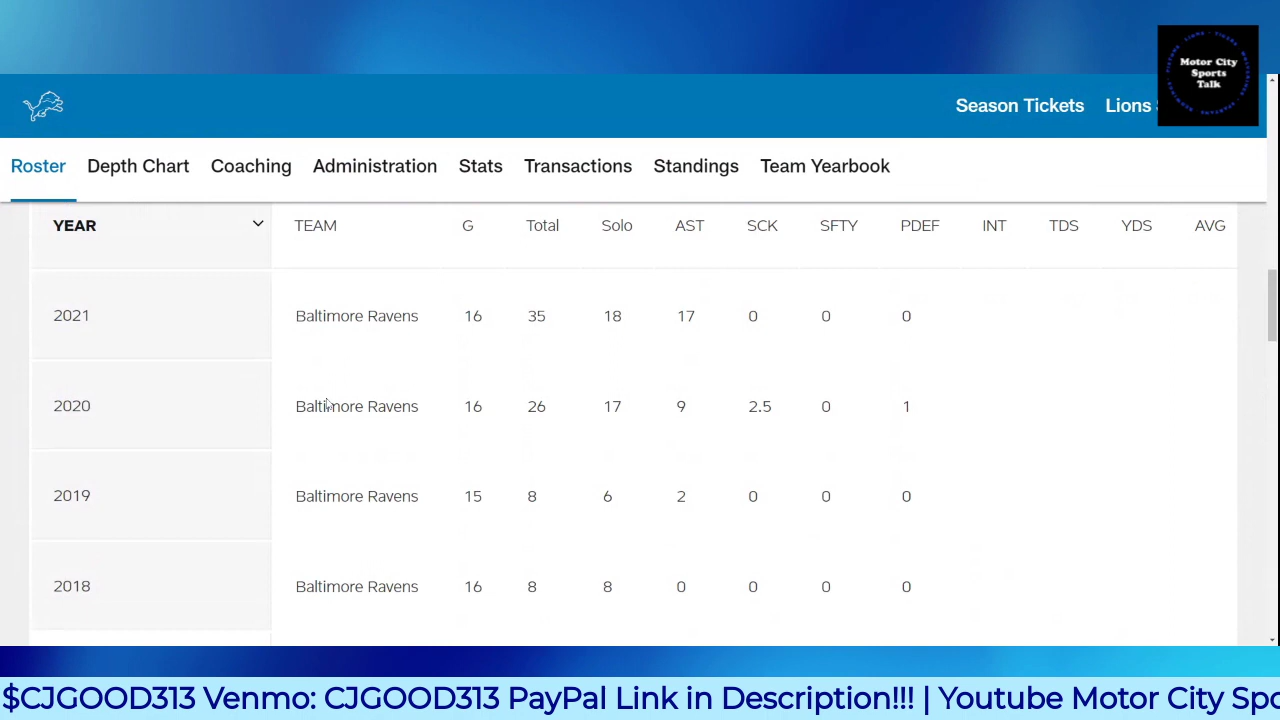 Motor City
Sports
Talk
Season Tickets Lions
Roster Depth Chart Coaching Administration Stats Transactions Standings Team Yearbook
YEAR TEAM G Total Solo AST SCK SFTY PDEF INT TDS YDS AVG
2021 Baltimore Ravens 16 35 18 17 0 0 0
2020 Baltimore Ravens 16 26 17 9 2.5 0 1
2019 Baltimore Ravens 15 8 6 2 0 0 0
2018 Baltimore Ravens 16 8 8 0 0 0 0
$CJGOOD313 Venmo: CJGOOD313 PayPal Link in Description!!! | Youtube Motor City Spo